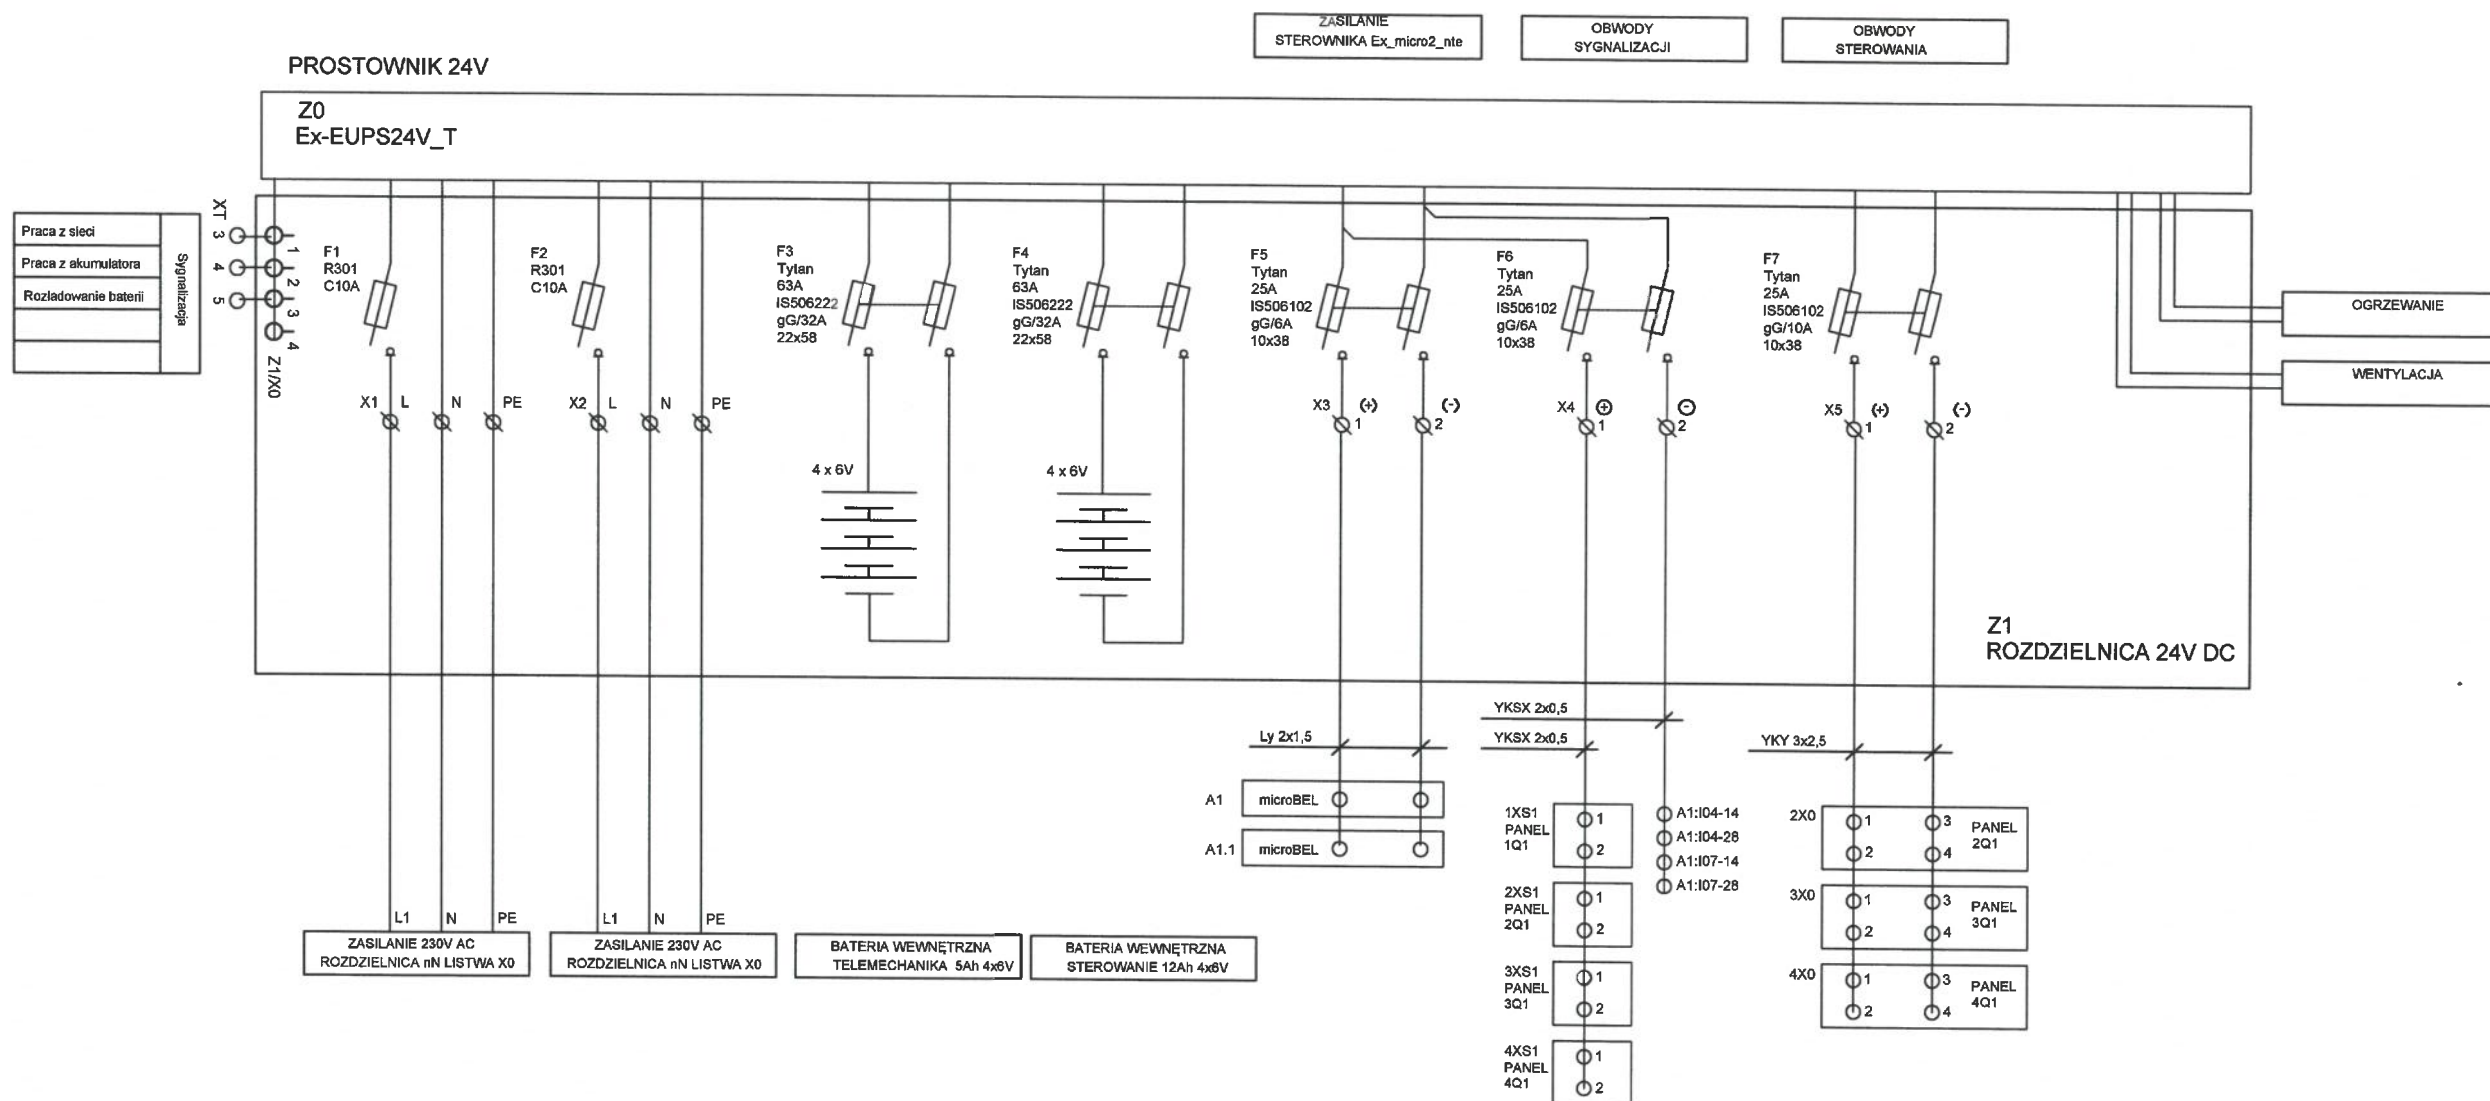 ZASILANIE
STEROWNIKA Ex_micro2_nte
OBWODY
SYGNALIZACJI
OBWODY
STEROWANIA
PROSTOWNIK 24V
Z0
Ex-EUPS24V_T
Praca z sieci
Praca z akumulatora
Rozladowanie baterii
Sygnalizacja
XT
3
4
5
1
2
3
4
Z1/X0
F1
R301
C10A
F2
R301
C10A
F3
Tytan
63A
IS506222
gG/32A
22x58
F4
Tytan
63A
IS506222
gG/32A
22x58
F5
Tytan
25A
IS506102
gG/6A
10x38
F6
Tytan
25A
IS506102
gG/6A
10x38
F7
Tytan
25A
IS506102
gG/10A
10x38
OGRZEWANIE
WENTYLACJA
X1 L N PE
X2 L N PE
X3 (+) (-)
1 2
X4 + -
1 2
X5 (+) (-)
1 2
4 x 6V
4 x 6V
Z1
ROZDZIELNICA 24V DC
Ly 2x1,5
YKSX 2x0,5
YKSX 2x0,5
YKY 3x2,5
A1 microBEL
A1.1 microBEL
1XS1
PANEL
1Q1
1
2
2XS1
PANEL
2Q1
1
2
3XS1
PANEL
3Q1
1
2
4XS1
PANEL
4Q1
1
2
A1:I04-14
A1:I04-28
A1:I07-14
A1:I07-28
2X0
1 3
2 4
PANEL
2Q1
3X0
1 3
2 4
PANEL
3Q1
4X0
1 3
2 4
PANEL
4Q1
L1 N PE
ZASILANIE 230V AC
ROZDZIELNICA nN LISTWA X0
L1 N PE
ZASILANIE 230V AC
ROZDZIELNICA nN LISTWA X0
BATERIA WEWNĘTRZNA
TELEMECHANIKA 5Ah 4x6V
BATERIA WEWNĘTRZNA
STEROWANIE 12Ah 4x6V